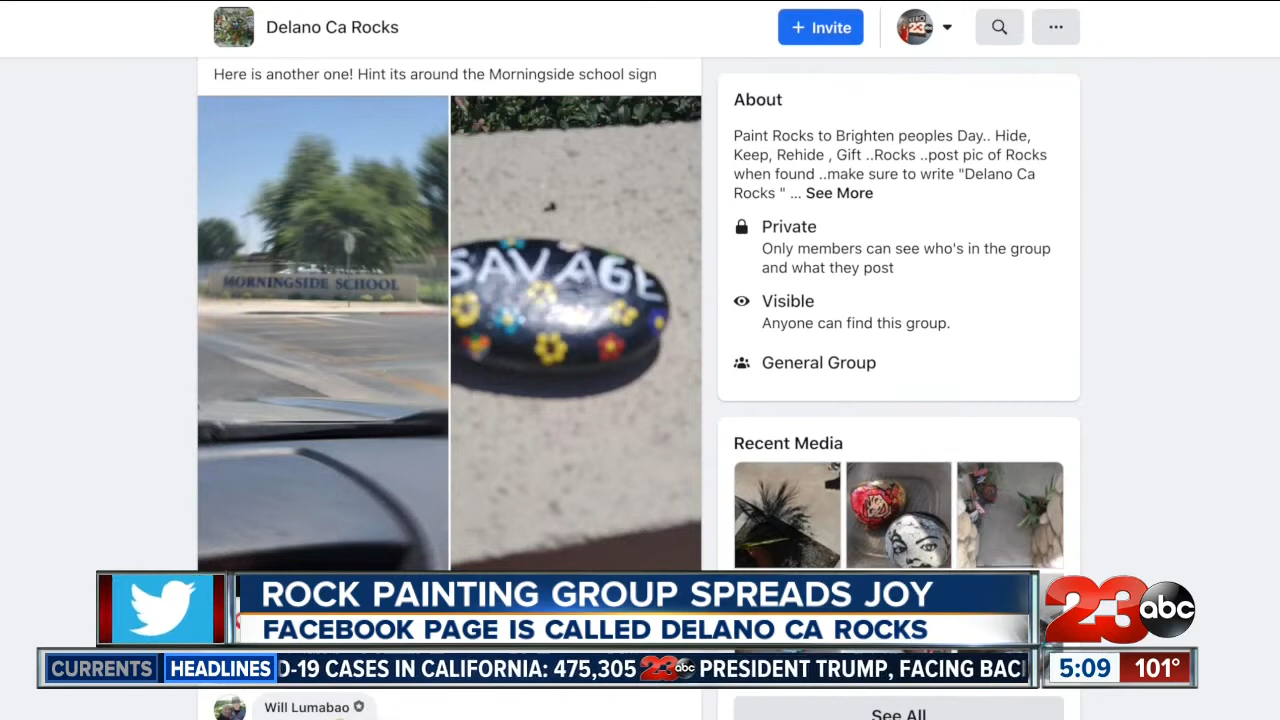 Delano Ca Rocks
+ Invite
Here is another one! Hint its around the Morningside school sign
MORNINGSIDE SCHOOL
SAVAGE
About
Paint Rocks to Brighten peoples Day.. Hide,
Keep, Rehide , Gift ..Rocks ..post pic of Rocks
when found ..make sure to write "Delano Ca
Rocks " ... See More
Private
Only members can see who's in the group
and what they post
Visible
Anyone can find this group.
General Group
Recent Media
ROCK PAINTING GROUP SPREADS JOY
FACEBOOK PAGE IS CALLED DELANO CA ROCKS
23 abc
CURRENTS
HEADLINES
D-19 CASES IN CALIFORNIA: 475,305 23 abc PRESIDENT TRUMP, FACING BAC
5:09
101°
Will Lumabao
See All